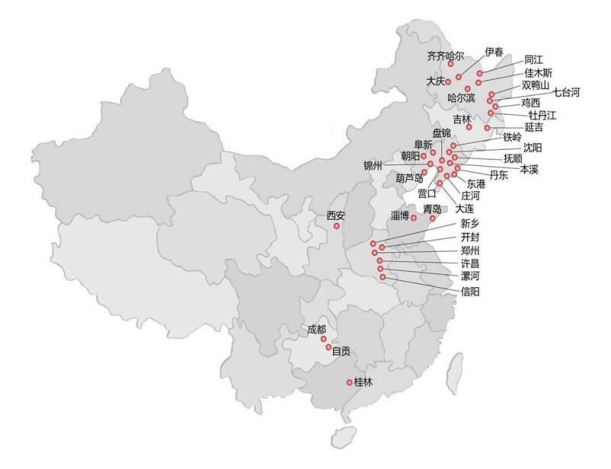 齐齐哈尔
伊春
同江
佳木斯
大庆
双鸭山
七台河
哈尔滨
鸡西
牡丹江
吉林
延吉
盘锦
铁岭
阜新
沈阳
朝阳
抚顺
锦州
本溪
葫芦岛
丹东
东港
营口
庄河
大连
西安
淄博
青岛
新乡
开封
郑州
许昌
漯河
信阳
成都
自贡
桂林